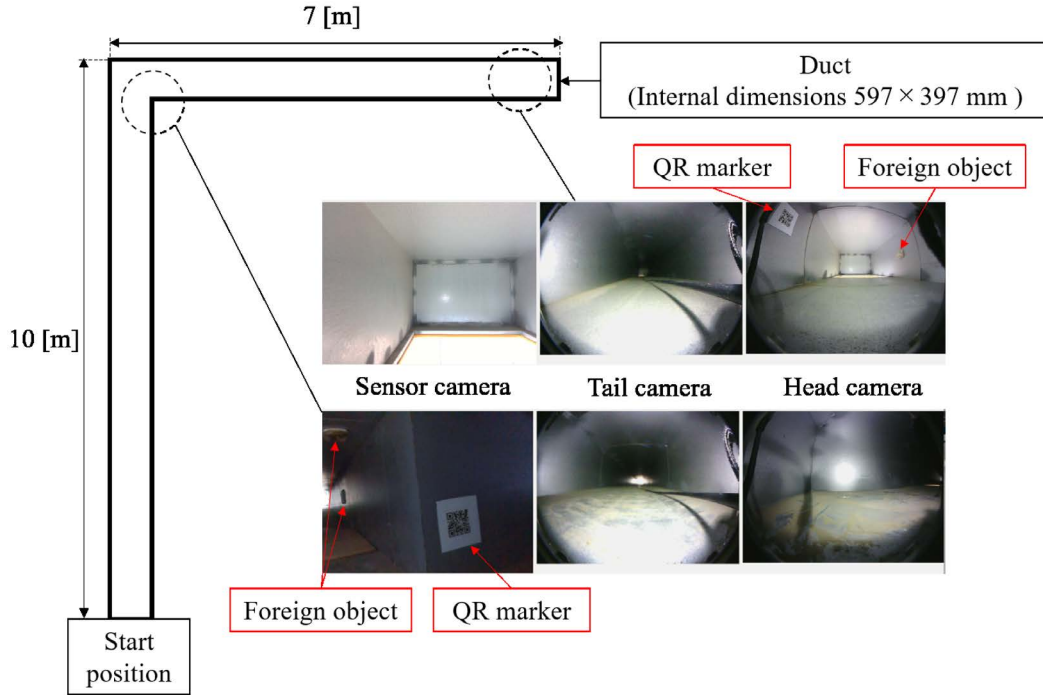 7 [m]
Duct
(Internal dimensions 597 × 397 mm )
QR marker
Foreign object
10 [m]
Sensor camera
Tail camera
Head camera
Foreign object
QR marker
Start
position